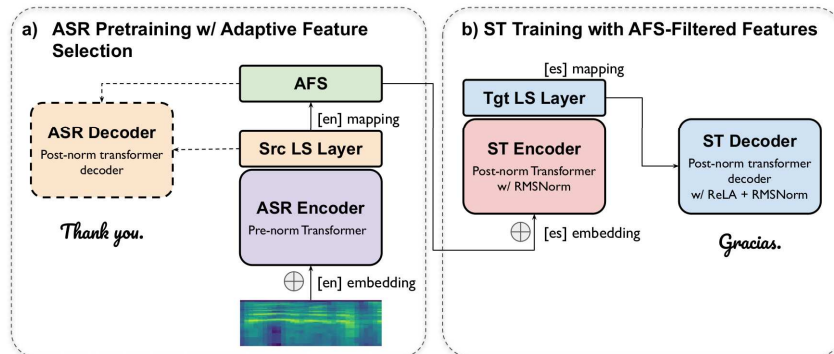 a) ASR Pretraining w/ Adaptive Feature
Selection
AFS
[en] mapping
ASR Decoder
Post-norm transformer
decoder
Src LS Layer
ASR Encoder
Pre-norm Transformer
Thank you.
[en] embedding
b) ST Training with AFS-Filtered Features
[es] mapping
Tgt LS Layer
ST Encoder
Post-norm Transformer
w/ RMSNorm
ST Decoder
Post-norm transformer
decoder
w/ ReLA + RMSNorm
[es] embedding
Gracias.